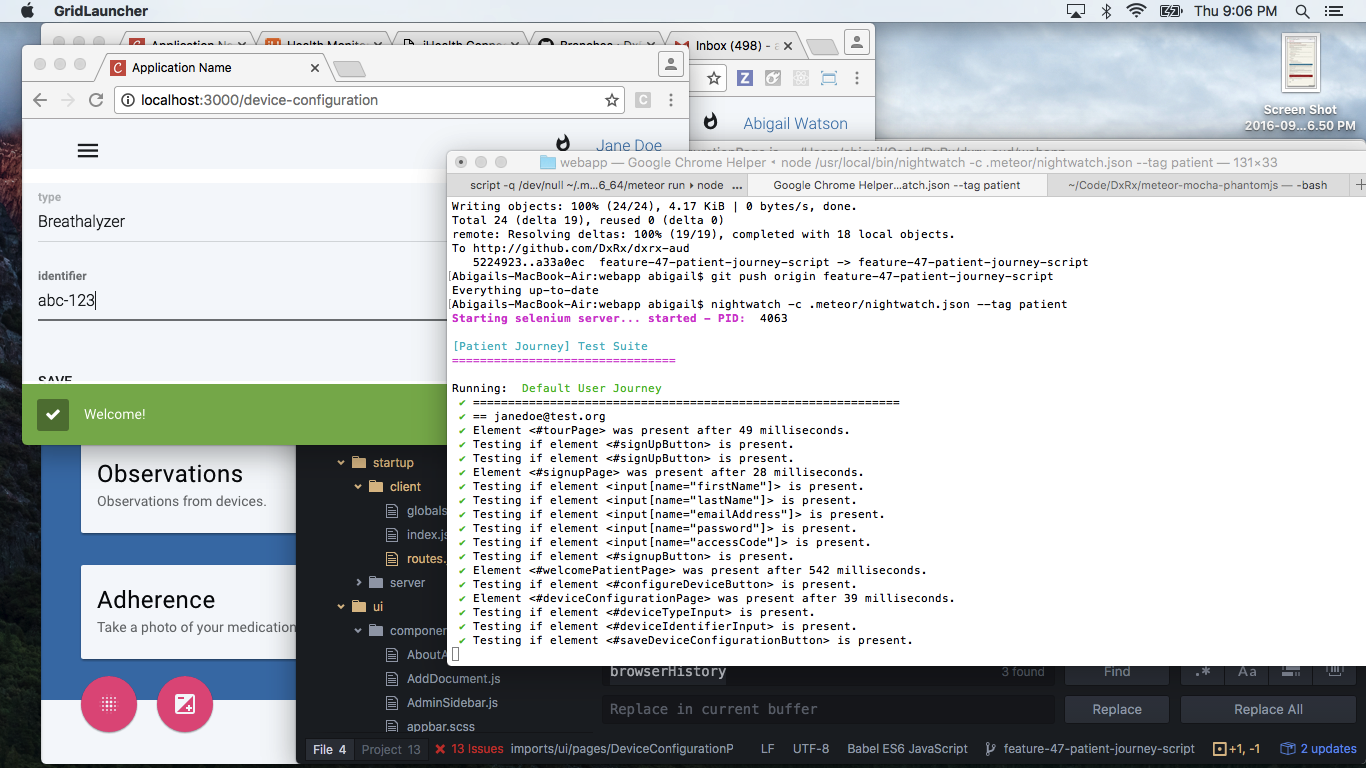 GridLauncher
Thu 9:06 PM
Inbox (498) -
Application Name
localhost:3000/device-configuration
Abigail Watson
Jane Doe
type
Breathalyzer
identifier
abc-123
SAVE
Welcome!
Observations
Observations from devices.
Adherence
Take a photo of your medication
Screen Shot
2016-09...6.50 PM
webapp — Google Chrome Helper • node /usr/local/bin/nightwatch -c .meteor/nightwatch.json --tag patient — 131×33
script -q /dev/null ~/.m...6_64/meteor run ▸ node ...
Google Chrome Helper...atch.json --tag patient
~/Code/DxRx/meteor-mocha-phantomjs — -bash
Writing objects: 100% (24/24), 4.17 KiB | 0 bytes/s, done.
Total 24 (delta 19), reused 0 (delta 0)
remote: Resolving deltas: 100% (19/19), completed with 18 local objects.
To http://github.com/DxRx/dxrx-aud
5224923..a33a0ec feature-47-patient-journey-script -> feature-47-patient-journey-script
[Abigails-MacBook-Air:webapp abigail$ git push origin feature-47-patient-journey-script
Everything up-to-date
[Abigails-MacBook-Air:webapp abigail$ nightwatch -c .meteor/nightwatch.json --tag patient
Starting selenium server... started - PID: 4063
[Patient Journey] Test Suite
================================
Running: Default User Journey
✔ =============================================================
✔ == janedoe@test.org
✔ Element <#tourPage> was present after 49 milliseconds.
✔ Testing if element <#signUpButton> is present.
✔ Testing if element <#signUpButton> is present.
✔ Element <#signupPage> was present after 28 milliseconds.
✔ Testing if element <input[name="firstName"]> is present.
✔ Testing if element <input[name="lastName"]> is present.
✔ Testing if element <input[name="emailAddress"]> is present.
✔ Testing if element <input[name="password"]> is present.
✔ Testing if element <input[name="accessCode"]> is present.
✔ Testing if element <#signupButton> is present.
✔ Element <#welcomePatientPage> was present after 542 milliseconds.
✔ Testing if element <#configureDeviceButton> is present.
✔ Element <#deviceConfigurationPage> was present after 39 milliseconds.
✔ Testing if element <#deviceTypeInput> is present.
✔ Testing if element <#deviceIdentifierInput> is present.
✔ Testing if element <#saveDeviceConfigurationButton> is present.
startup
client
globals
index.js
routes.
server
ui
componen
AboutA
AddDocument.js
AdminSidebar.js
appbar.scss
browserHistory
3 found
Find
.*
Aa
Replace in current buffer
Replace
Replace All
File 4
Project 13
13 Issues
imports/ui/pages/DeviceConfigurationP
LF
UTF-8
Babel ES6 JavaScript
feature-47-patient-journey-script
+1, -1
2 updates